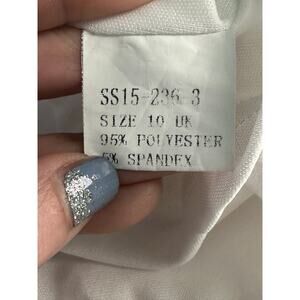 SS15-236 3
SIZE 10 UK
95% POLYESTER
5% SPANDEX